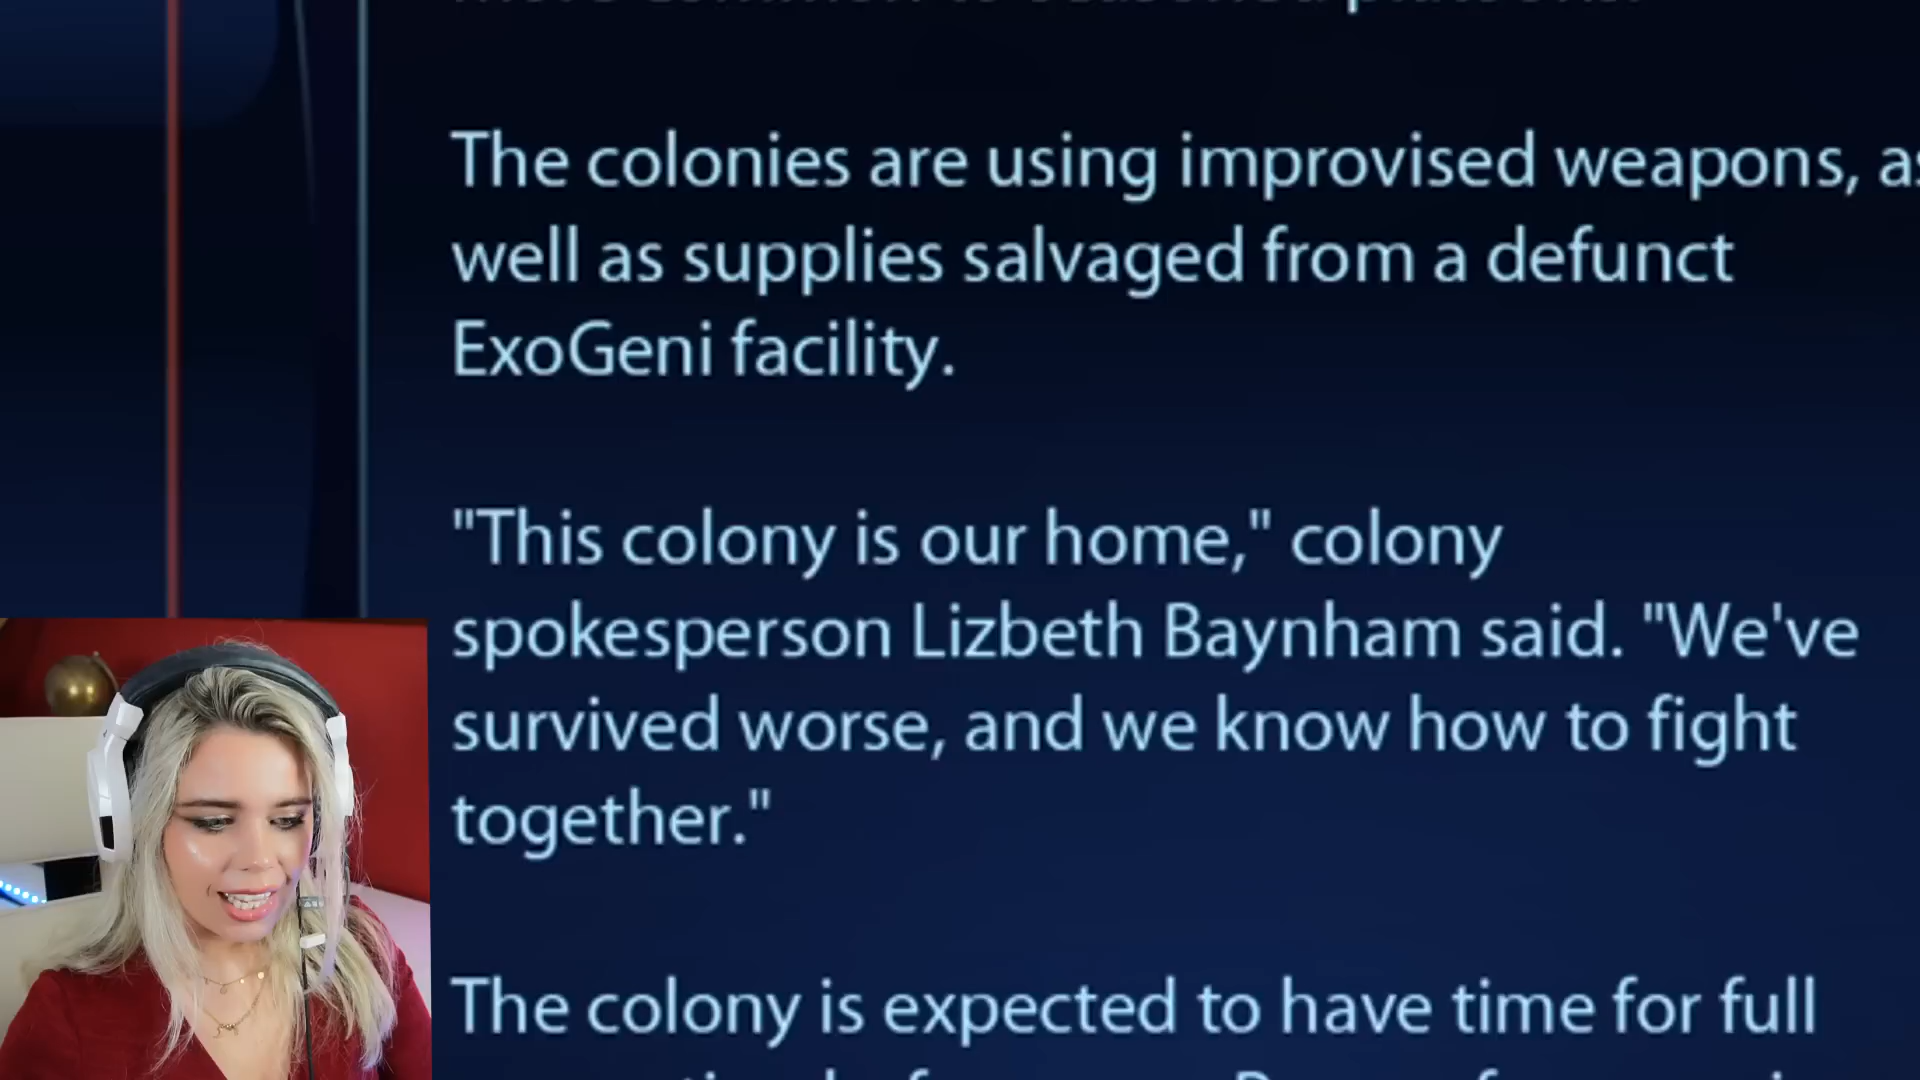 The colonies are using improvised weapons, as
well as supplies salvaged from a defunct
ExoGeni facility.
"This colony is our home," colony
spokesperson Lizbeth Baynham said. "We've
survived worse, and we know how to fight
together."
The colony is expected to have time for full